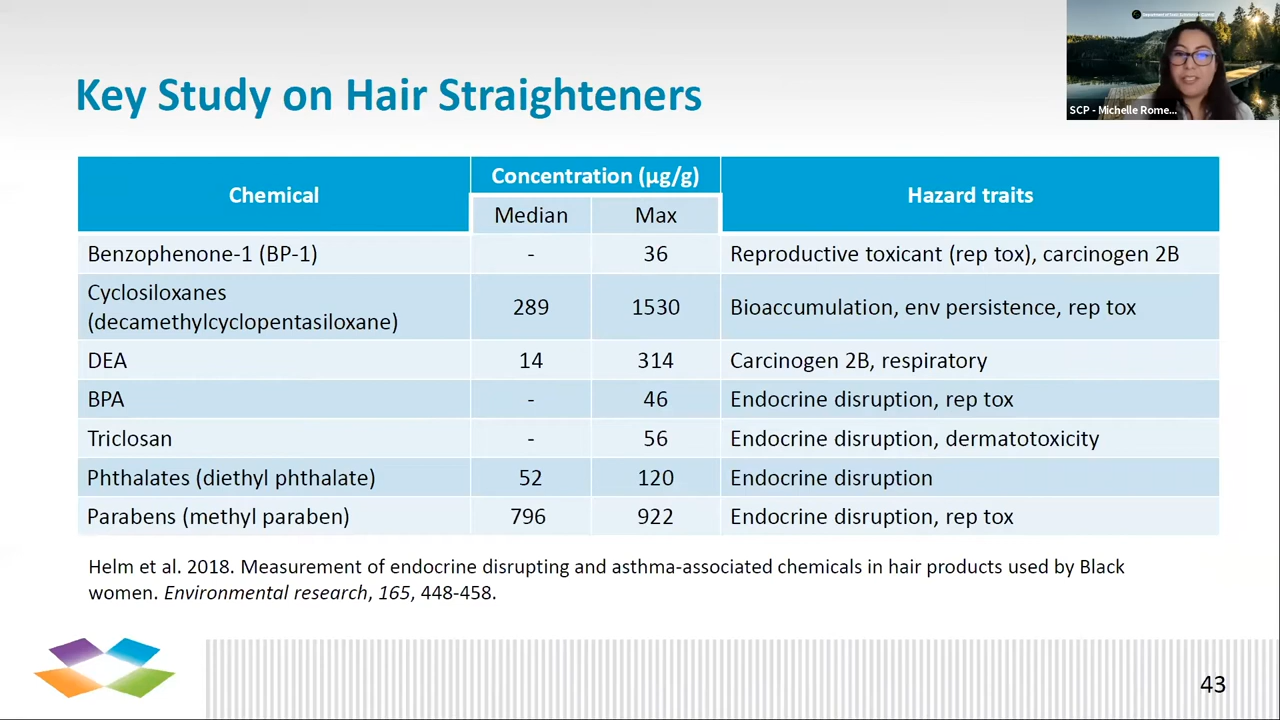 Key Study on Hair Straighteners
SCP - Michelle Rome...
Chemical
Concentration (µg/g)
Hazard traits
Median
Max
Benzophenone-1 (BP-1)
-
36
Reproductive toxicant (rep tox), carcinogen 2B
Cyclosiloxanes
(decamethylcyclopentasiloxane)
289
1530
Bioaccumulation, env persistence, rep tox
DEA
14
314
Carcinogen 2B, respiratory
BPA
-
46
Endocrine disruption, rep tox
Triclosan
-
56
Endocrine disruption, dermatotoxicity
Phthalates (diethyl phthalate)
52
120
Endocrine disruption
Parabens (methyl paraben)
796
922
Endocrine disruption, rep tox
Helm et al. 2018. Measurement of endocrine disrupting and asthma-associated chemicals in hair products used by Black
women. Environmental research, 165, 448-458.
43